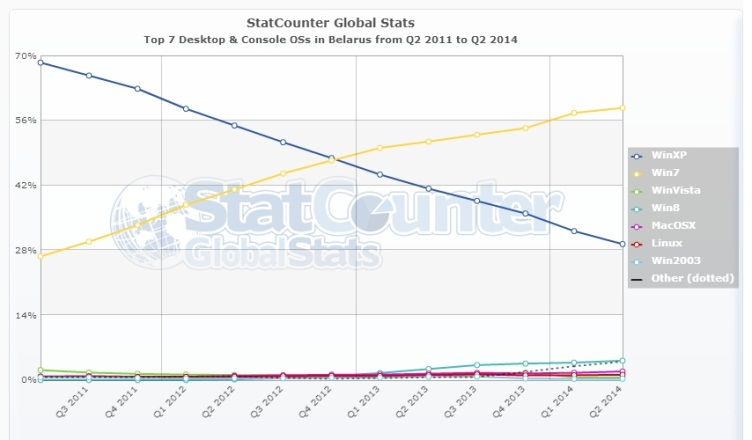 StatCounter Global Stats
Top 7 Desktop & Console OSs in Belarus from Q2 2011 to Q2 2014
70%
56%
42%
28%
14%
0%
StatCounter
GlobalStats
WinXP
Win7
WinVista
Win8
MacOSX
Linux
Win2003
Other (dotted)
Q3 2011
Q4 2011
Q1 2012
Q2 2012
Q3 2012
Q4 2012
Q1 2013
Q2 2013
Q3 2013
Q4 2013
Q1 2014
Q2 2014